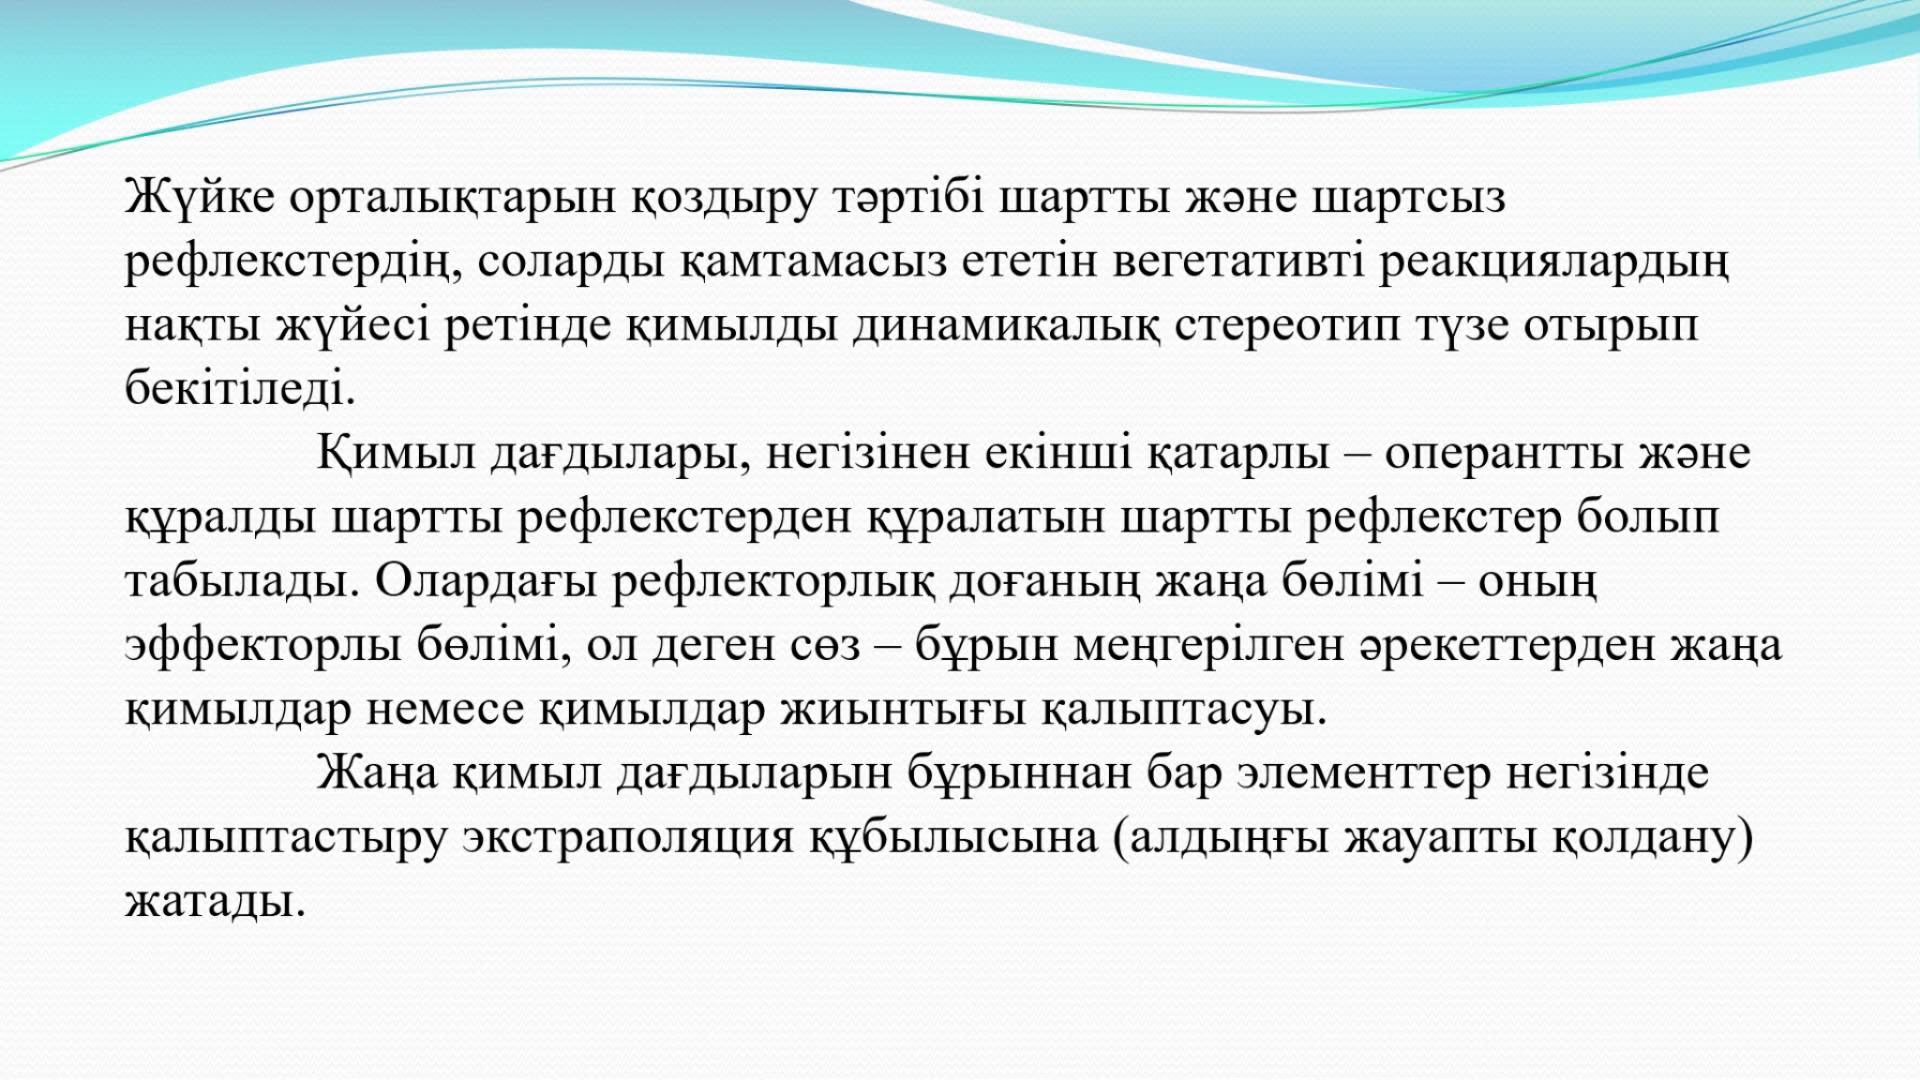 Жүйке орталықтарын қоздыру тәртібі шартты және шартсыз
рефлекстердің, соларды қамтамасыз ететін вегетативті реакциялардың
нақты жүйесі ретінде қимылды динамикалық стереотип түзе отырып
бекітіледі.
Қимыл дағдылары, негізінен екінші қатарлы – оперантты және
құралды шартты рефлекстерден құралатын шартты рефлекстер болып
табылады. Олардағы рефлекторлық доғаның жаңа бөлімі – оның
эффекторлы бөлімі, ол деген сөз – бұрын меңгерілген әрекеттерден жаңа
қимылдар немесе қимылдар жиынтығы қалыптасуы.
Жаңа қимыл дағдыларын бұрыннан бар элементтер негізінде
қалыптастыру экстраполяция құбылысына (алдыңғы жауапты қолдану)
жатады.